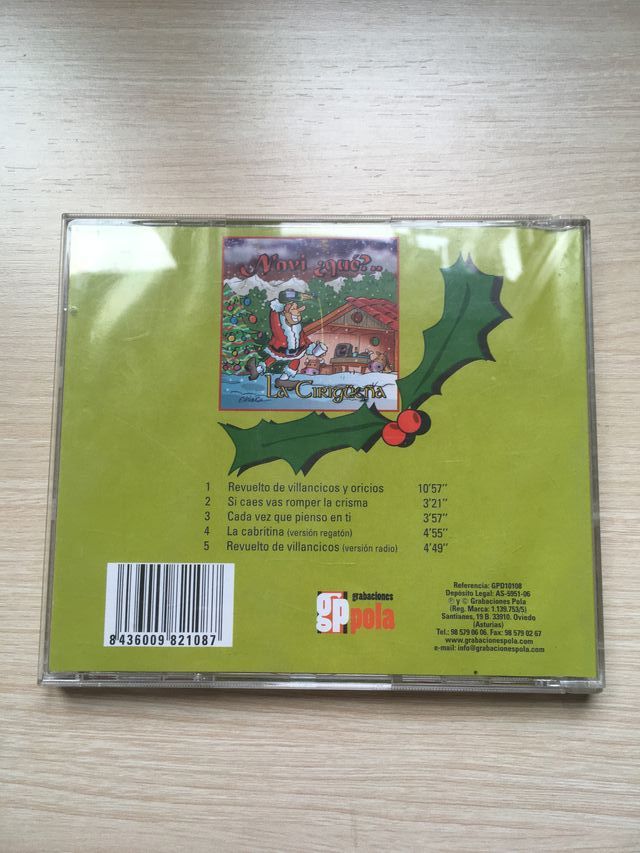 Navi ¿qué?..
La Cirigüeña
1 Revuelto de villancicos y oricios 10'57"
2 Si caes vas romper la crisma 3'21"
3 Cada vez que pienso en ti 3'57"
4 La cabritina (versión regatón) 4'55"
5 Revuelto de villancicos (versión radio) 4'49"
8 436009 821087
gp grabaciones
pola
Referencia: GPD10108
Depósito Legal: AS-5951-06
℗ y © Grabaciones Pola
(Reg. Marca: 1.139.753/5)
Santianes, 19 B. 33910. Oviedo
(Asturias)
Tel.: 98 579 06 06. Fax: 98 579 02 67
www.grabacionespola.com
e-mail: info@grabacionespola.com